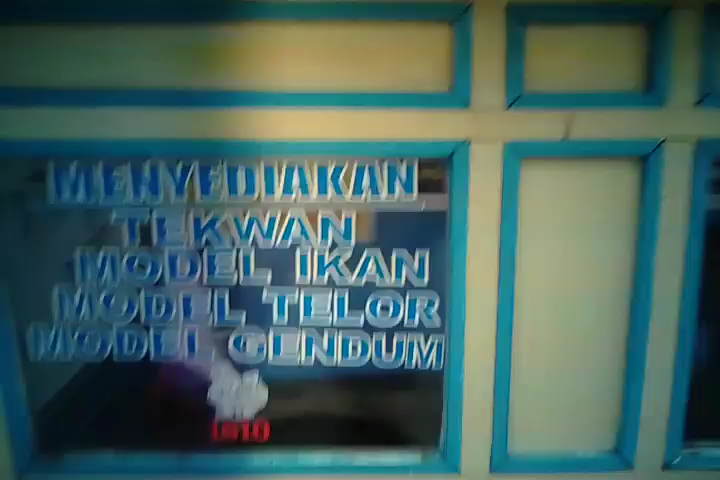 MENYEDIAKAN
TEKWAN
MODEL IKAN
MODEL TELOR
MODEL GENDUM